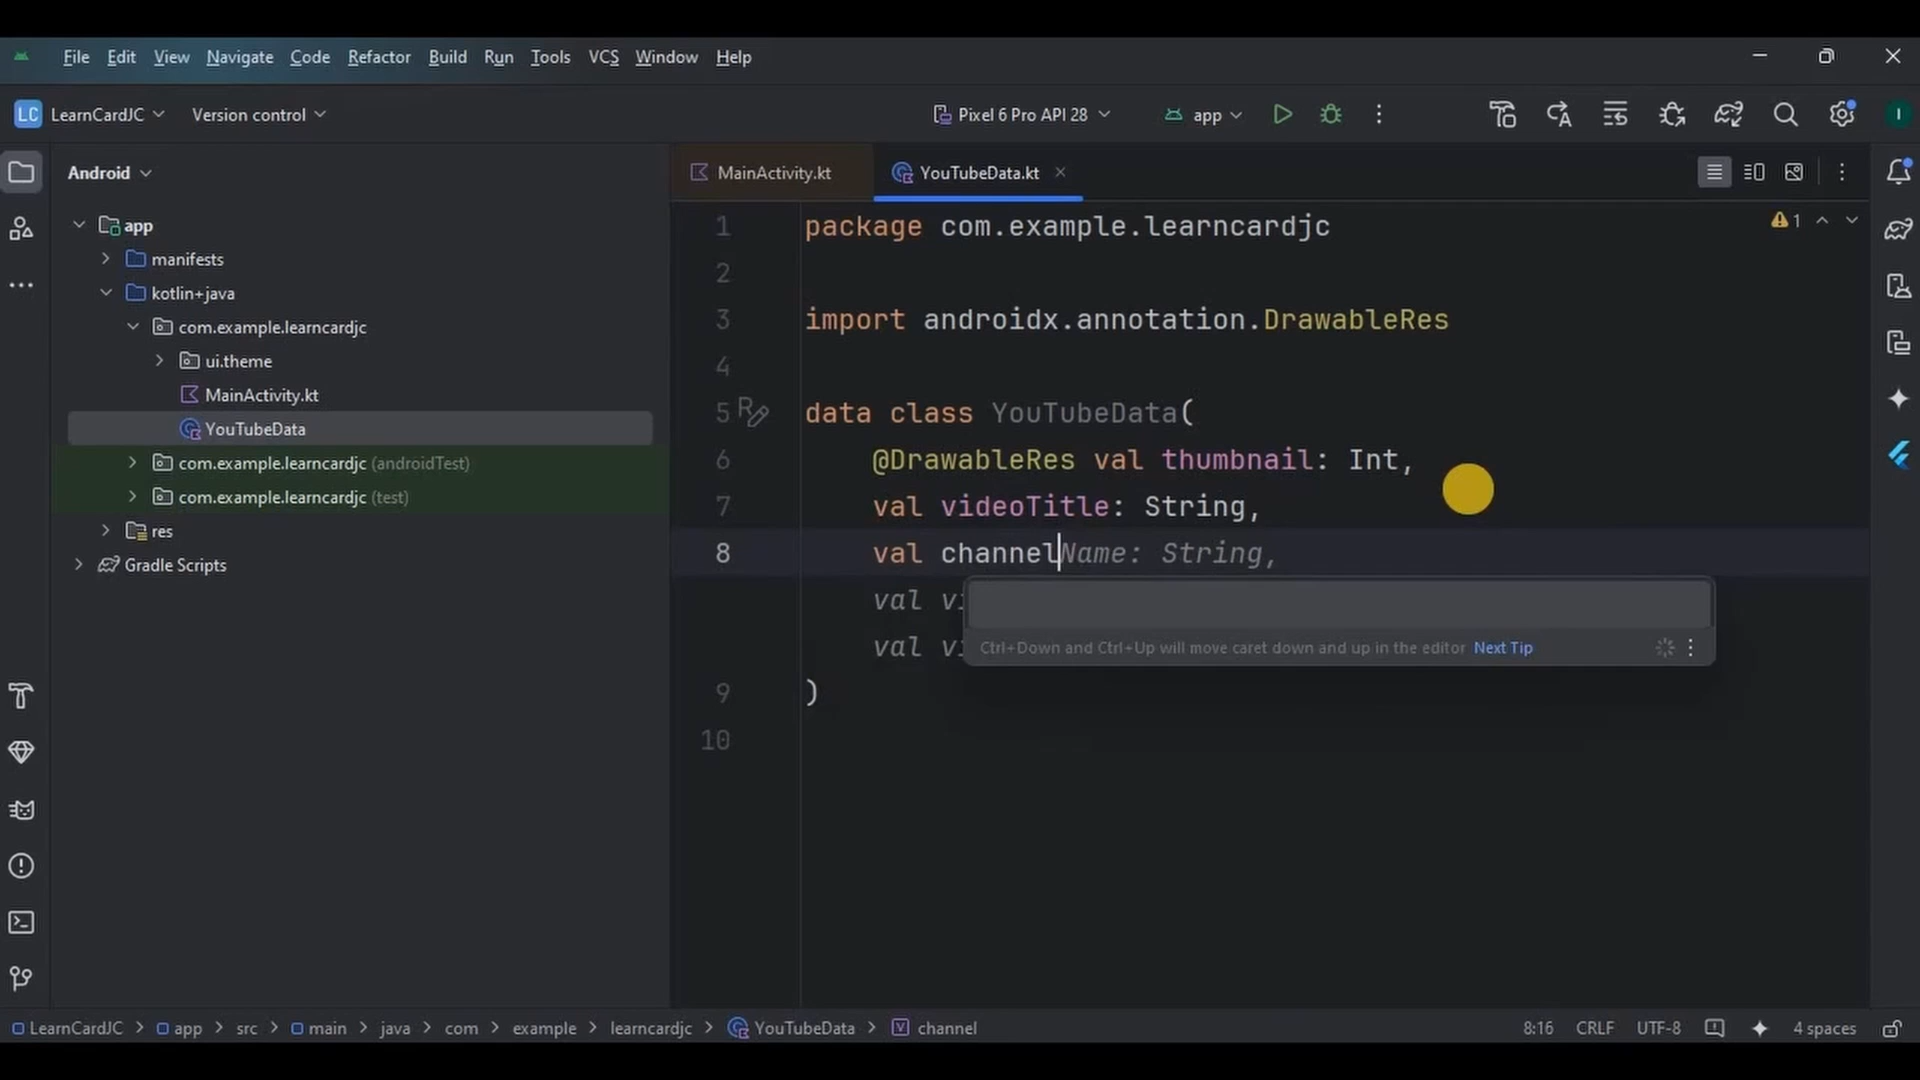 File Edit View Navigate Code Refactor Build Run Tools VCS Window Help
LC LearnCardJC Version control Pixel 6 Pro API 28 app I
Android
MainActivity.kt YouTubeData.kt
app
manifests
kotlin+java
com.example.learncardjc
ui.theme
MainActivity.kt
YouTubeData
com.example.learncardjc (androidTest)
com.example.learncardjc (test)
res
Gradle Scripts
1 package com.example.learncardjc
1
2
3 import androidx.annotation.DrawableRes
4
5 data class YouTubeData(
6 @DrawableRes val thumbnail: Int,
7 val videoTitle: String,
8 val channelName: String,
val vi
Ctrl+Down and Ctrl+Up will move caret down and up in the editor Next Tip
val vi
9 )
10
LearnCardJC > app > src > main > java > com > example > learncardjc > YouTubeData > channel 8:16 CRLF UTF-8 4 spaces